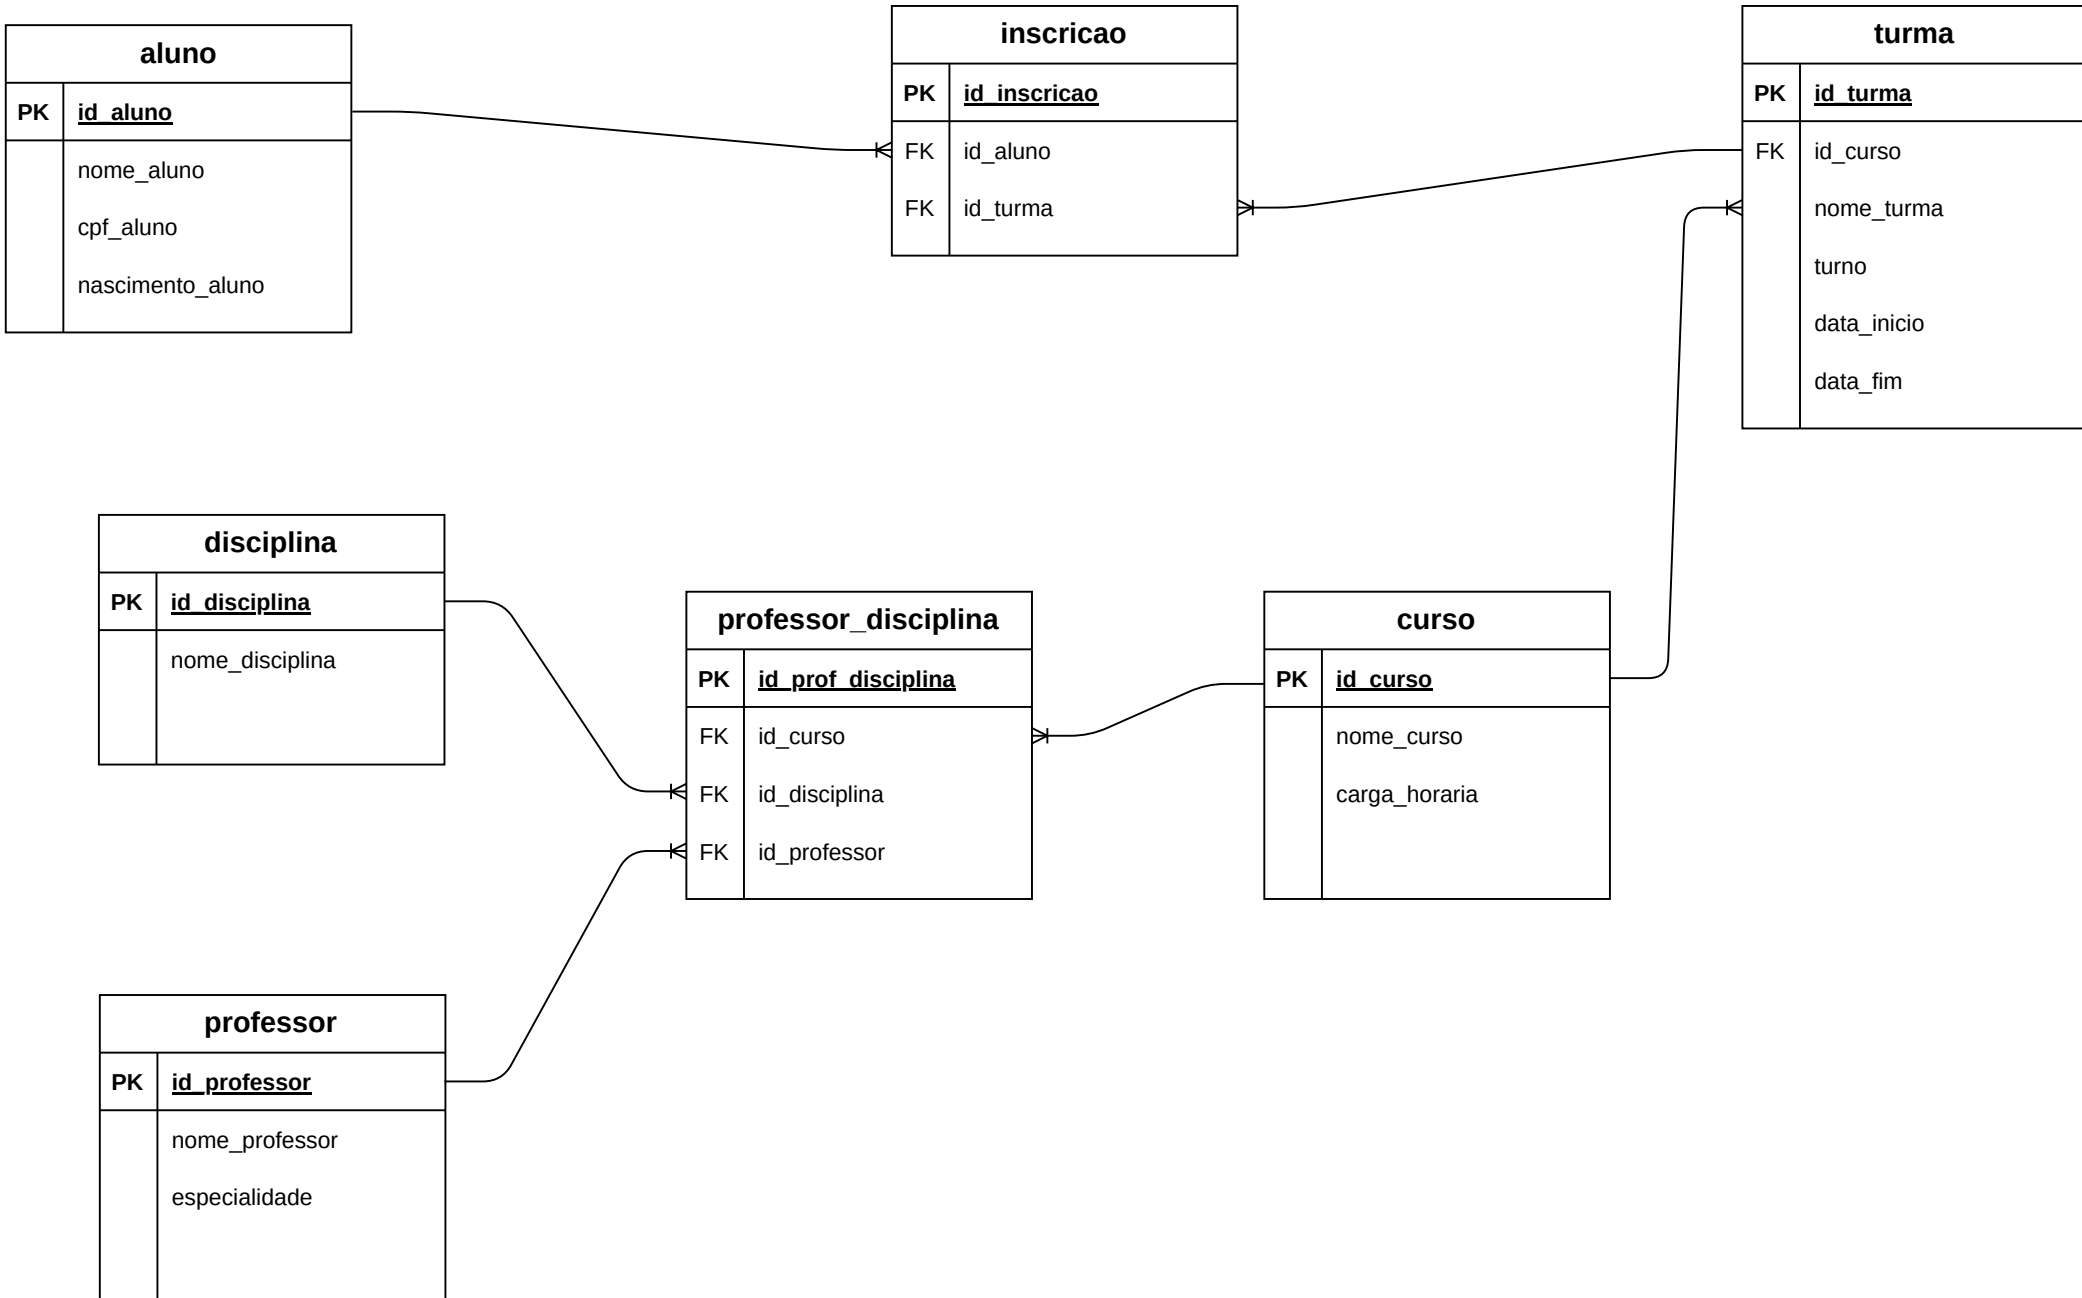 aluno
PK id_aluno
nome_aluno
cpf_aluno
nascimento_aluno
inscricao
PK id_inscricao
FK id_aluno
FK id_turma
turma
PK id_turma
FK id_curso
nome_turma
turno
data_inicio
data_fim
disciplina
PK id_disciplina
nome_disciplina
professor_disciplina
PK id_prof_disciplina
FK id_curso
FK id_disciplina
FK id_professor
curso
PK id_curso
nome_curso
carga_horaria
professor
PK id_professor
nome_professor
especialidade